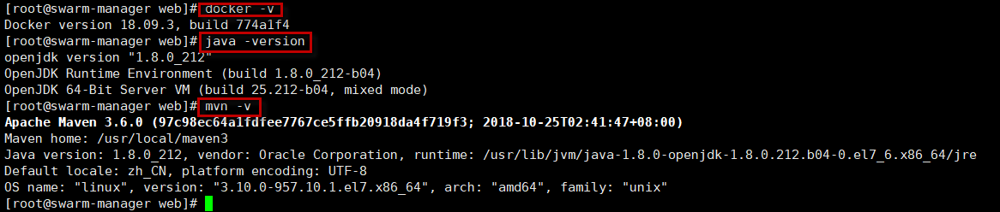 [root@swarm-manager web]# docker -v
Docker version 18.09.3, build 774a1f4
[root@swarm-manager web]# java -version
openjdk version "1.8.0_212"
OpenJDK Runtime Environment (build 1.8.0_212-b04)
OpenJDK 64-Bit Server VM (build 25.212-b04, mixed mode)
[root@swarm-manager web]# mvn -v
Apache Maven 3.6.0 (97c98ec64a1fdfee7767ce5ffb20918da4f719f3; 2018-10-25T02:41:47+08:00)
Maven home: /usr/local/maven3
Java version: 1.8.0_212, vendor: Oracle Corporation, runtime: /usr/lib/jvm/java-1.8.0-openjdk-1.8.0.212.b04-0.el7_6.x86_64/jre
Default locale: zh_CN, platform encoding: UTF-8
OS name: "linux", version: "3.10.0-957.10.1.el7.x86_64", arch: "amd64", family: "unix"
[root@swarm-manager web]#